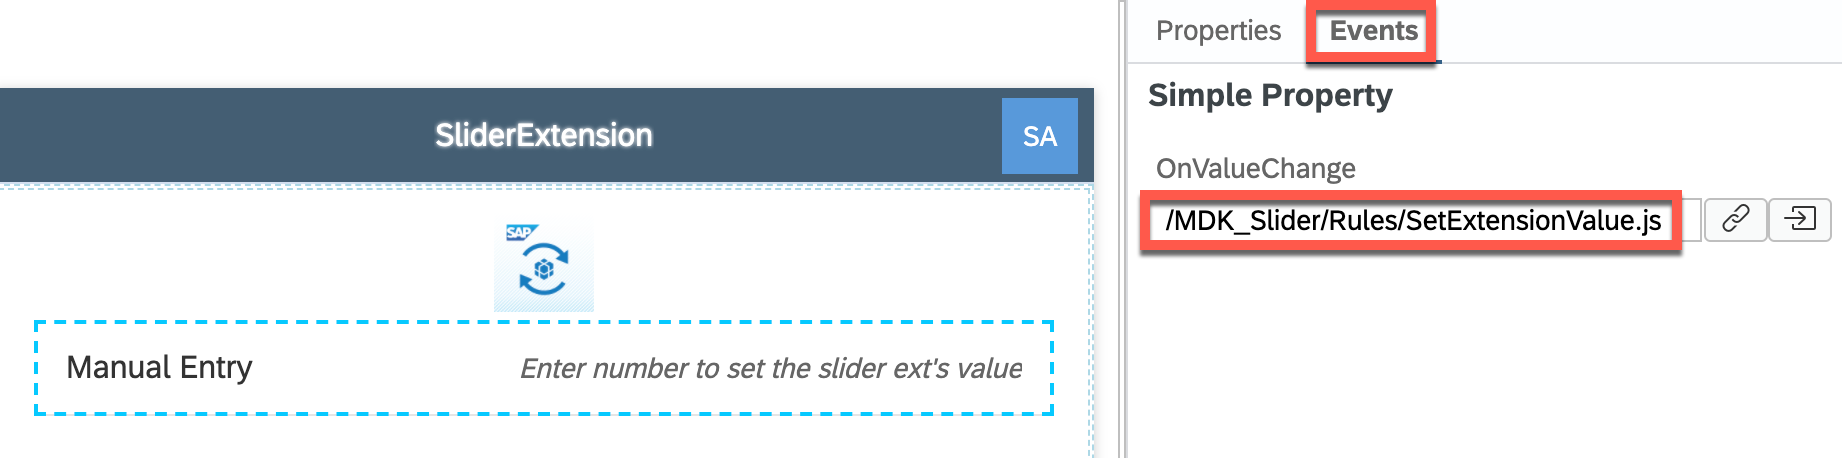 Properties Events
Simple Property
SliderExtension SA
OnValueChange
/MDK_Slider/Rules/SetExtensionValue.js
SAP
Manual Entry Enter number to set the slider ext's value